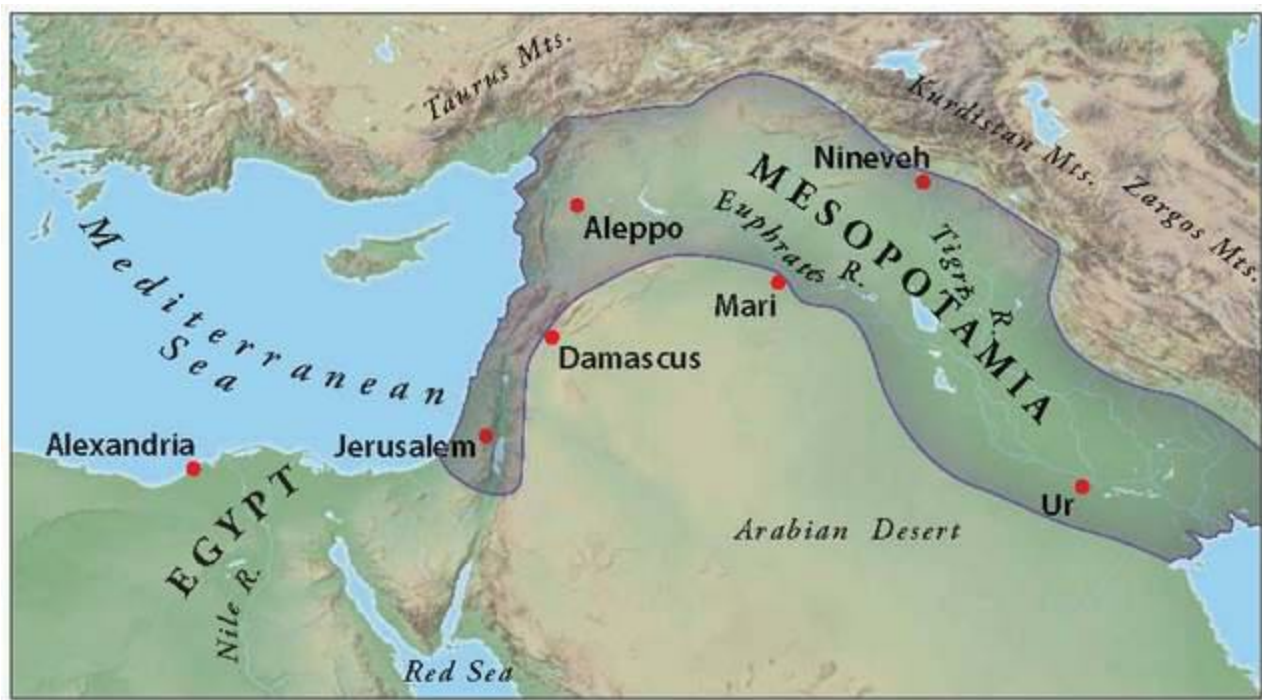 Taurus Mts.
Kurdistan Mts.
Zargos Mts.
Nineveh
MESOPOTAMIA
Tigris R.
Euphrates R.
Aleppo
Mari
Mediterranean
Sea
Damascus
Alexandria
Jerusalem
EGYPT
Nile R.
Ur
Arabian Desert
Red Sea